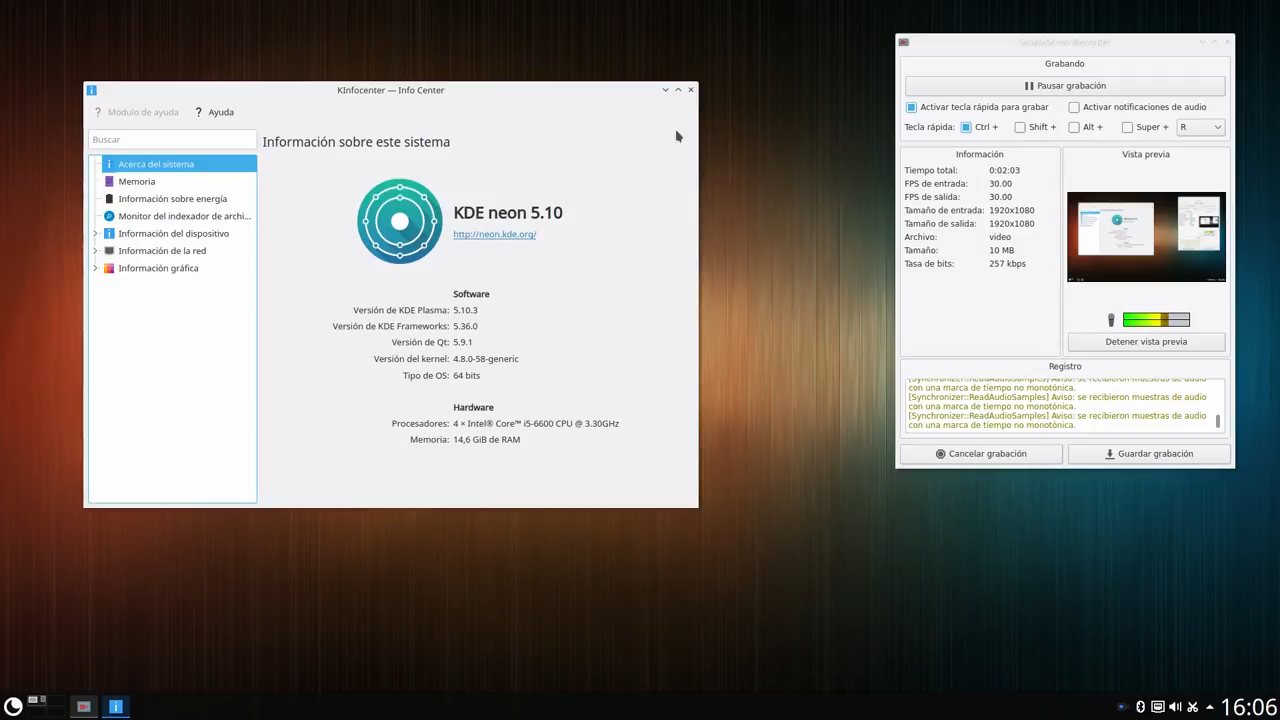 KInfocenter — Info Center
Módulo de ayuda
Ayuda
Buscar
Acerca del sistema
Memoria
Información sobre energía
Monitor del indexador de archi...
Información del dispositivo
Información de la red
Información gráfica
Información sobre este sistema
KDE neon 5.10
http://neon.kde.org/
Software
Versión de KDE Plasma: 5.10.3
Versión de KDE Frameworks: 5.36.0
Versión de Qt: 5.9.1
Versión del kernel: 4.8.0-58-generic
Tipo de OS: 64 bits
Hardware
Procesadores: 4 × Intel® Core™ i5-6600 CPU @ 3.30GHz
Memoria: 14,6 GiB de RAM
SimpleScreenRecorder
Grabando
Pausar grabación
Activar tecla rápida para grabar
Activar notificaciones de audio
Tecla rápida: Ctrl + Shift + Alt + Super + R
Información
Tiempo total: 0:02:03
FPS de entrada: 30.00
FPS de salida: 30.00
Tamaño de entrada: 1920x1080
Tamaño de salida: 1920x1080
Archivo: video
Tamaño: 10 MB
Tasa de bits: 257 kbps
Vista previa
Detener vista previa
Registro
[Synchronizer::ReadAudioSamples] Aviso: se recibieron muestras de audio
con una marca de tiempo no monotónica.
[Synchronizer::ReadAudioSamples] Aviso: se recibieron muestras de audio
con una marca de tiempo no monotónica.
[Synchronizer::ReadAudioSamples] Aviso: se recibieron muestras de audio
con una marca de tiempo no monotónica.
Cancelar grabación
Guardar grabación
16:06